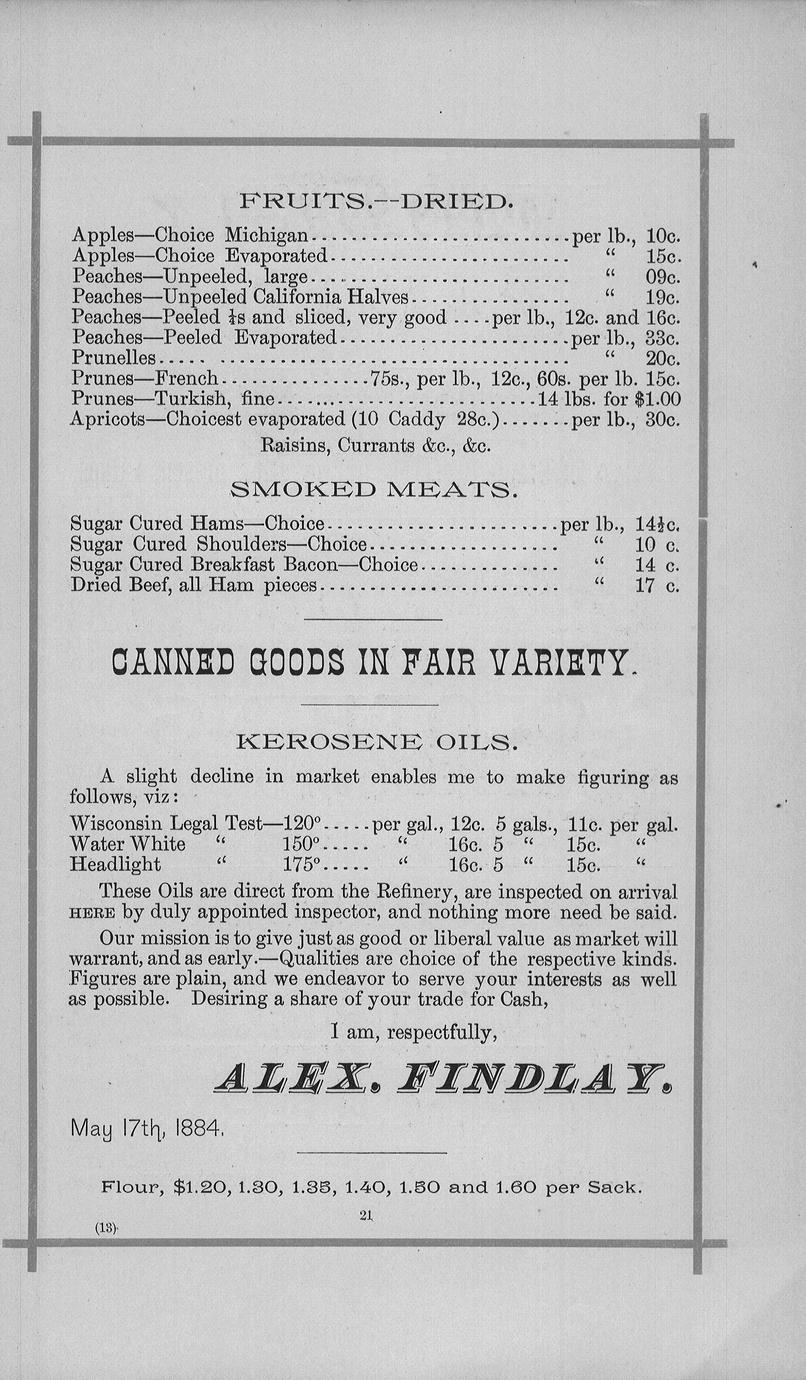 FRUITS.--DRIED.
Apples—Choice Michigan.........................per lb., 10c.
Apples—Choice Evaporated........................ “ 15c.
Peaches—Unpeeled, large.......................... “ 09c.
Peaches—Unpeeled California Halves................ “ 19c.
Peaches—Peeled ¼s and sliced, very good ....per lb., 12c. and 16c.
Peaches—Peeled Evaporated.......................per lb., 33c.
Prunelles..... ................................... “ 20c.
Prunes—French...............75s., per lb., 12c., 60s. per lb. 15c.
Prunes—Turkish, fine..........................14 lbs. for $1.00
Apricots—Choicest evaporated (10 Caddy 28c.).......per lb., 30c.
Raisins, Currants &c., &c.
SMOKED MEATS.
Sugar Cured Hams—Choice.......................per lb., 14½c.
Sugar Cured Shoulders—Choice................... “ 10 c.
Sugar Cured Breakfast Bacon—Choice.............. “ 14 c.
Dried Beef, all Ham pieces........................ “ 17 c.
CANNED GOODS IN FAIR VARIETY.
KEROSENE OILS.
A slight decline in market enables me to make figuring as
follows, viz:
Wisconsin Legal Test—120°.....per gal., 12c. 5 gals., 11c. per gal.
Water White “ 150°..... “ 16c. 5 “ 15c. “
Headlight “ 175°..... “ 16c. 5 “ 15c. “
These Oils are direct from the Refinery, are inspected on arrival
HERE by duly appointed inspector, and nothing more need be said.
Our mission is to give just as good or liberal value as market will
warrant, and as early.—Qualities are choice of the respective kinds.
Figures are plain, and we endeavor to serve your interests as well
as possible. Desiring a share of your trade for Cash,
I am, respectfully,
ALEX. FINDLAY.
May 17th, 1884.
Flour, $1.20, 1.30, 1.35, 1.40, 1.50 and 1.60 per Sack.
21
(13)